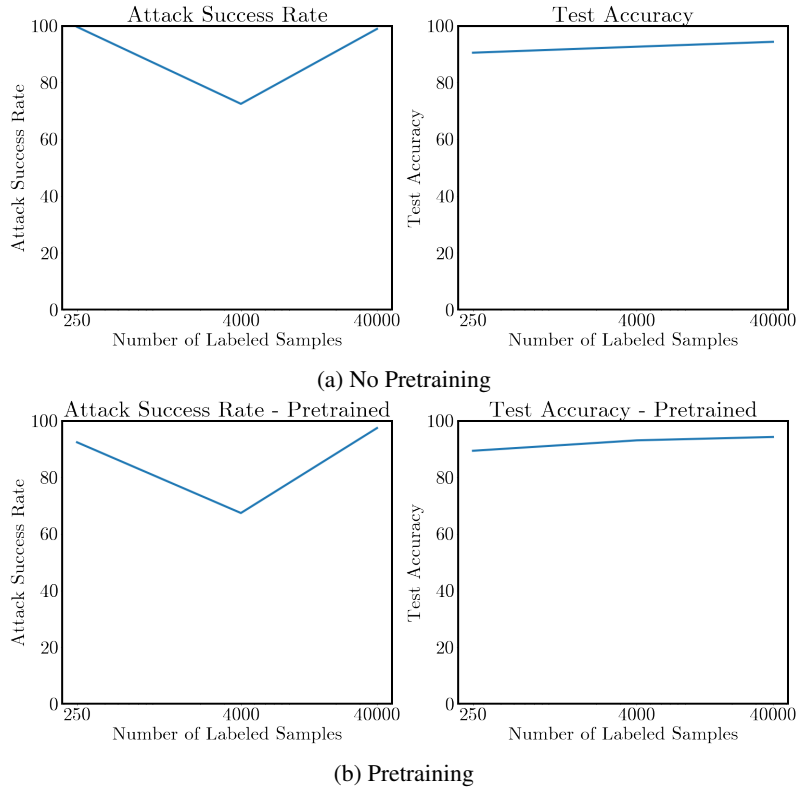 Attack Success Rate
Test Accuracy
Attack Success Rate
100
80
60
40
20
0
250
4000
40000
Number of Labeled Samples
Test Accuracy
100
80
60
40
20
0
250
4000
40000
Number of Labeled Samples
(a) No Pretraining
Attack Success Rate - Pretrained
Test Accuracy - Pretrained
Attack Success Rate
100
80
60
40
20
0
250
4000
40000
Number of Labeled Samples
Test Accuracy
100
80
60
40
20
0
250
4000
40000
Number of Labeled Samples
(b) Pretraining